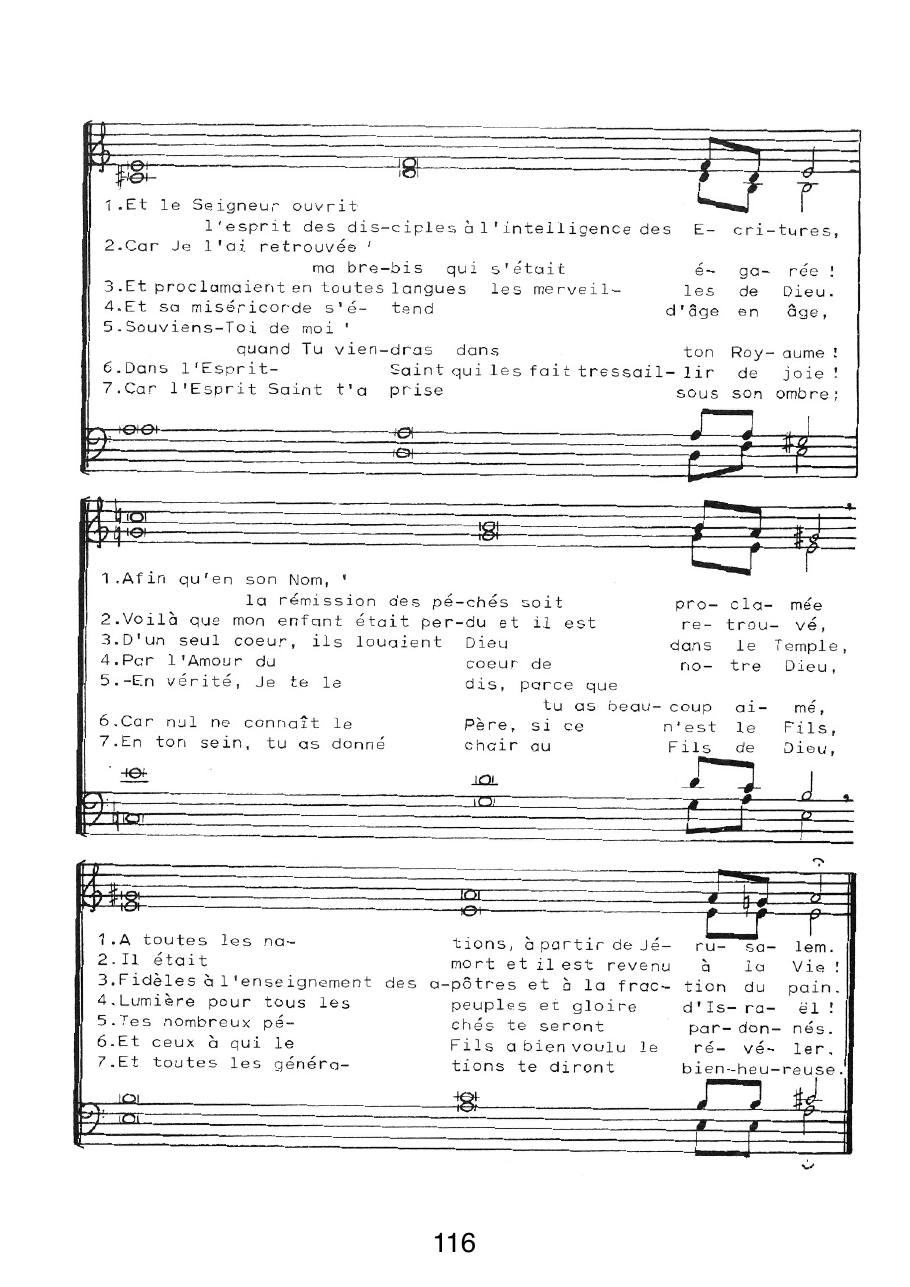 1.Et le Seigneur ouvrit
l'esprit des dis-ciples à l'intelligence des E- cri-tures,
2.Car Je l'ai retrouvée '
ma bre-bis qui s'était é- ga- rée !
3.Et proclamaient en toutes langues les merveil- les de Dieu.
4.Et sa miséricorde s'é- tend d'âge en âge,
5.Souviens-Toi de moi '
quand Tu vien-dras dans ton Roy-aume !
6.Dans l'Esprit- Saint qui les fait tressail-lir de joie !
7.Car l'Esprit Saint t'a prise sous son ombre;
1.Afin qu'en son Nom, '
la rémission des pé-chés soit pro- cla- mée
2.Voilà que mon enfant était per-du et il est re- trou- vé,
3.D'un seul coeur, ils louaient Dieu dans le Temple,
4.Par l'Amour du coeur de no- tre Dieu,
5.-En vérité, Je te le dis, parce que
tu as beau-coup ai- mé,
6.Car nul ne connaît le Père, si ce n'est le Fils,
7.En ton sein, tu as donné chair au Fils de Dieu,
1.A toutes les na- tions, à partir de Jé- ru- sa- lem.
2.Il était mort et il est revenu à la Vie !
3.Fidèles à l'enseignement des a-pôtres et à la frac- tion du pain.
4.Lumière pour tous les peuples et gloire d'Is- ra- ël !
5.Tes nombreux pé- chés te seront par- don- nés.
6.Et ceux à qui le Fils a bien voulu le ré- vé- ler.
7.Et toutes les généra- tions te diront bien-heu-reuse.
116